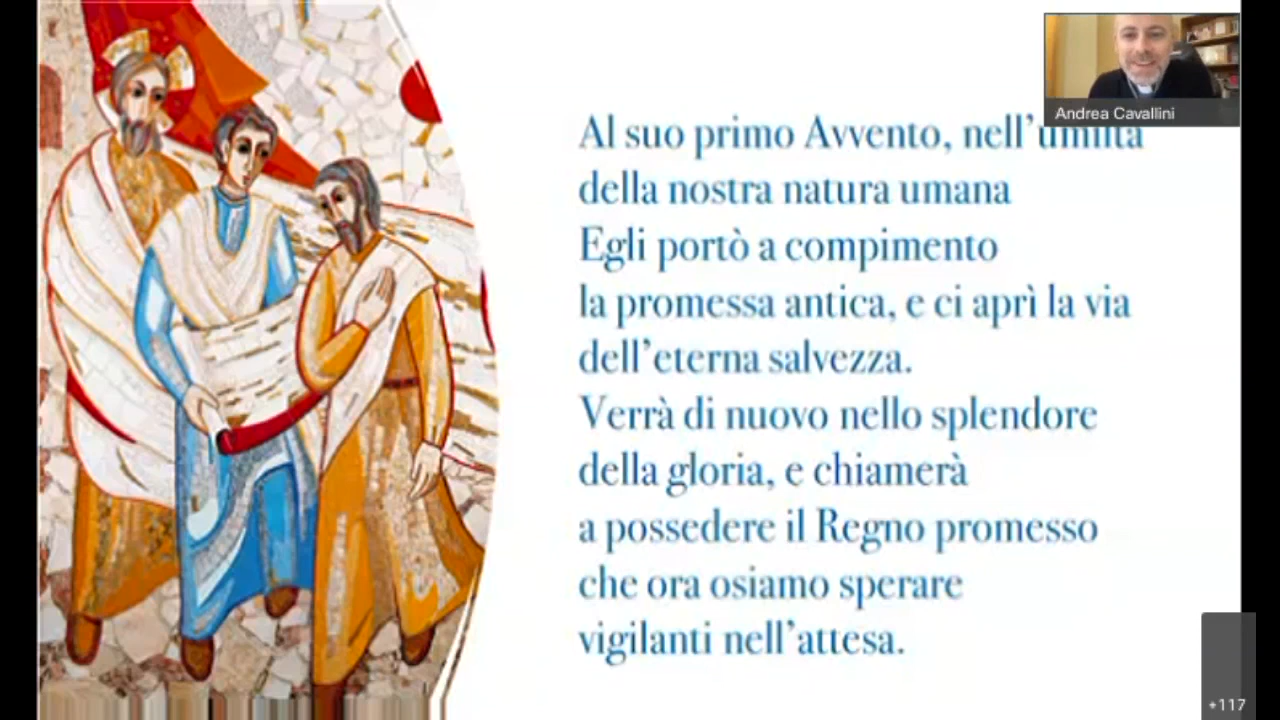 Andrea Cavallini
Al suo primo Avvento, nell'umiltà
della nostra natura umana
Egli portò a compimento
la promessa antica, e ci aprì la via
dell'eterna salvezza.
Verrà di nuovo nello splendore
della gloria, e chiamerà
a possedere il Regno promesso
che ora osiamo sperare
vigilanti nell'attesa.
+117